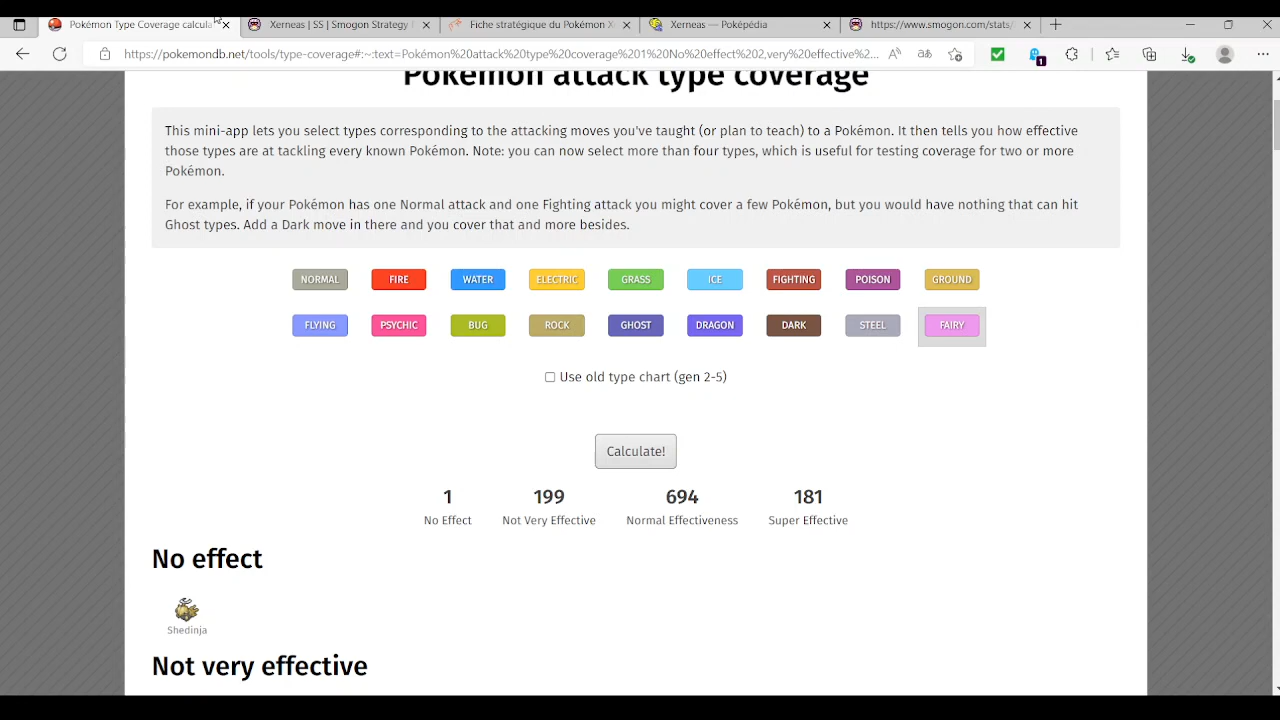 Pokémon Type Coverage calcula
Xerneas | SS | Smogon Strategy
Fiche stratégique du Pokémon X
Xerneas — Poképédia
https://www.smogon.com/stats/
https://pokemondb.net/tools/type-coverage#:~:text=Pokémon%20attack%20type%20coverage%201%20No%20effect%202,very%20effective%2...
1
Pokémon attack type coverage
This mini-app lets you select types corresponding to the attacking moves you've taught (or plan to teach) to a Pokémon. It then tells you how effective
those types are at tackling every known Pokémon. Note: you can now select more than four types, which is useful for testing coverage for two or more
Pokémon.
For example, if your Pokémon has one Normal attack and one Fighting attack you might cover a few Pokémon, but you would have nothing that can hit
Ghost types. Add a Dark move in there and you cover that and more besides.
NORMAL FIRE WATER ELECTRIC GRASS ICE FIGHTING POISON GROUND
FLYING PSYCHIC BUG ROCK GHOST DRAGON DARK STEEL FAIRY
Use old type chart (gen 2-5)
Calculate!
1 199 694 181
No Effect Not Very Effective Normal Effectiveness Super Effective
No effect
Shedinja
Not very effective